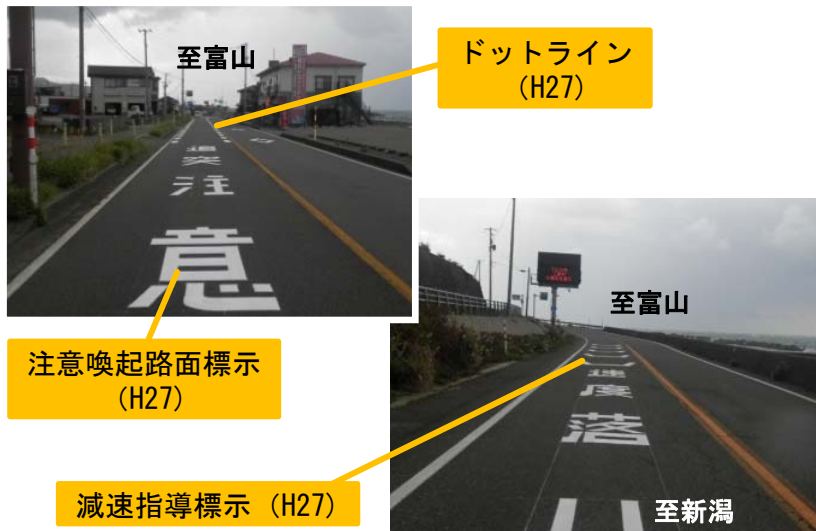 至富山
ドットライン
(H27)
突
注
意
注意喚起路面標示
(H27)
至富山
落
減速指導標示 (H27)
至新潟